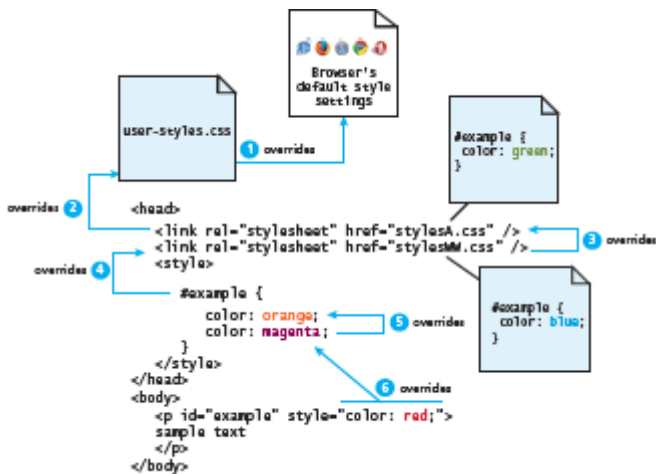 Browser's
default style
settings
user-styles.css
1 overrides
#example {
color: green;
}
overrides 2
<head>
<link rel="stylesheet" href="stylesA.css" />
<link rel="stylesheet" href="stylesWW.css" />
3 overrides
<style>
overrides 4
#example {
color: orange;
color: magenta;
5 overrides
}
#example {
color: blue;
}
</style>
</head>
6 overrides
<body>
<p id="example" style="color: red;">
sample text
</p>
</body>